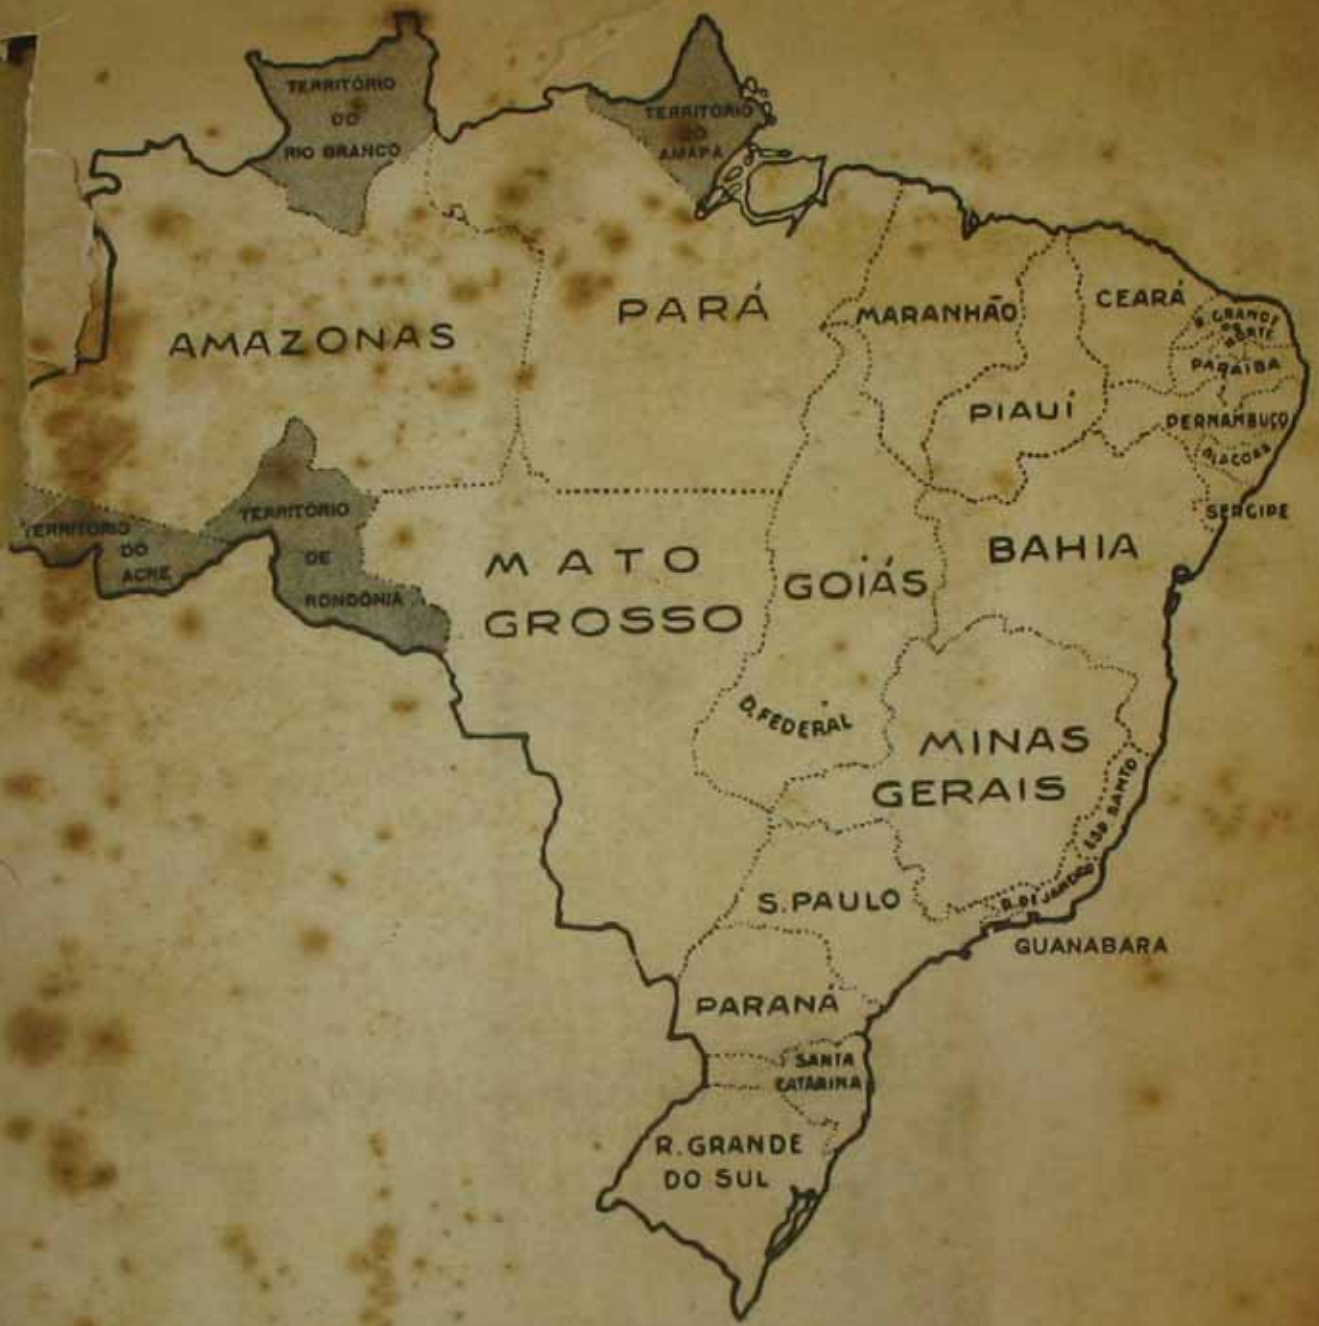 TERRITÓRIO
DO
RIO BRANCO
TERRITÓRIO
DO
AMAPÁ
AMAZONAS
PARÁ
MARANHÃO
CEARÁ
R. GRANDE
DO
NORTE
PARAÍBA
PIAUÍ
PERNAMBUCO
ALAGOAS
SERGIPE
TERRITÓRIO
DO
ACRE
TERRITÓRIO
DE
RONDÔNIA
MATO
GROSSO
GOIÁS
BAHIA
D. FEDERAL
MINAS
GERAIS
ESP. SANTO
R. DE JANEIRO
S. PAULO
GUANABARA
PARANÁ
SANTA
CATARINA
R. GRANDE
DO SUL